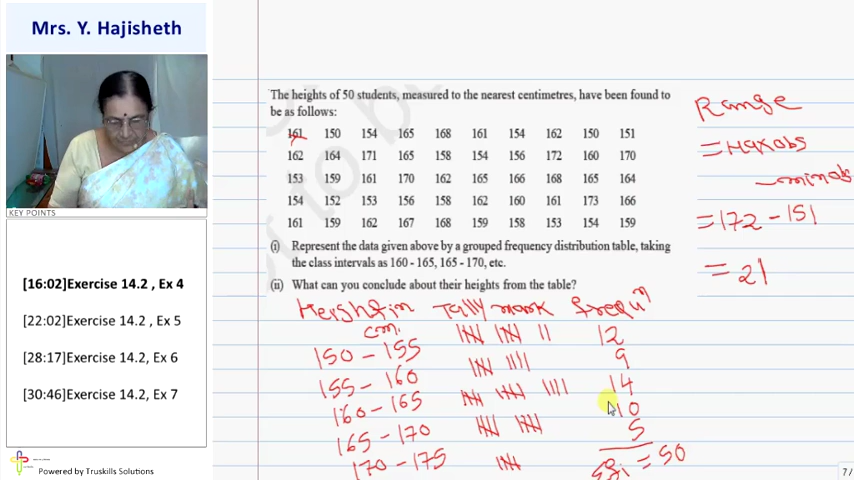 Mrs. Y. Hajisheth
KEY POINTS
[16:02]Exercise 14.2 , Ex 4
[22:02]Exercise 14.2 , Ex 5
[28:17]Exercise 14.2, Ex 6
[30:46]Exercise 14.2, Ex 7
Powered by Truskills Solutions
The heights of 50 students, measured to the nearest centimetres, have been found to
be as follows:
161 150 154 165 168 161 154 162 150 151
162 164 171 165 158 154 156 172 160 170
153 159 161 170 162 165 166 168 165 164
154 152 153 156 158 162 160 161 173 166
161 159 162 167 168 159 158 153 154 159
(i) Represent the data given above by a grouped frequency distribution table, taking
the class intervals as 160 - 165, 165 - 170, etc.
(ii) What can you conclude about their heights from the table?
Height in Tally mark frequn
cm.
150 - 155 12
155 - 160 9
160 - 165 14
165 - 170 10
170 - 175 5
= 50
Range
= Max obs
- min obs
= 172 - 151
= 21
7 /